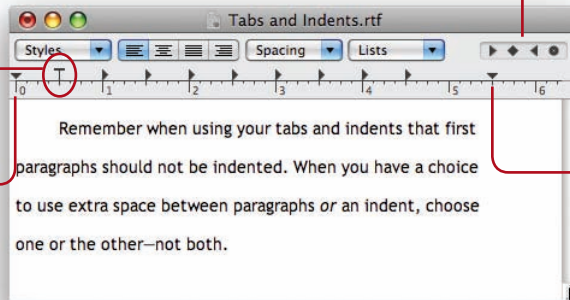 Tabs and Indents.rtf
Styles Spacing Lists
0 1 2 3 4 5 6
Remember when using your tabs and indents that first
paragraphs should not be indented. When you have a choice
to use extra space between paragraphs or an indent, choose
one or the other—not both.